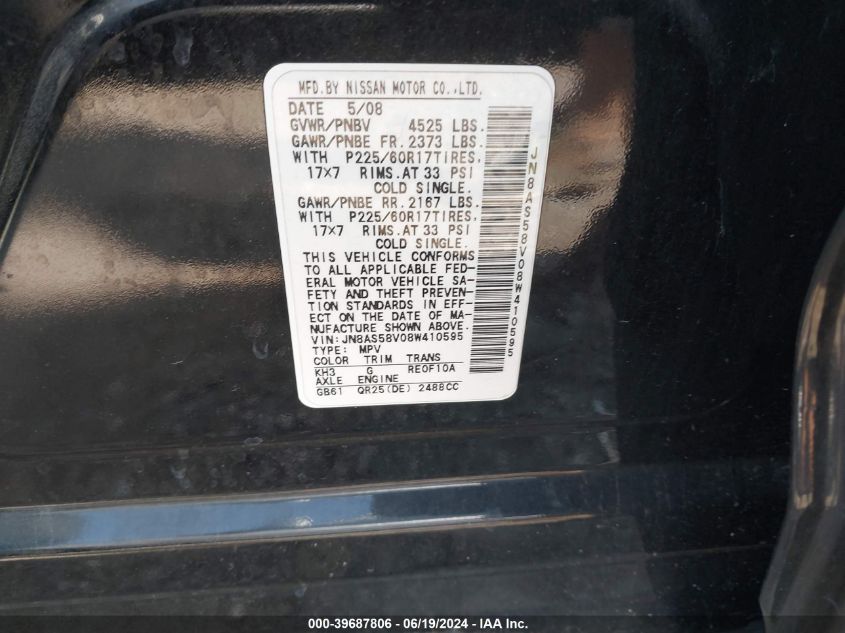 MFD.BY NISSAN MOTOR CO.,LTD.
DATE 5/08
GVWR/PNBV 4525 LBS.
GAWR/PNBE FR. 2373 LBS.
WITH P225/60R17TIRES,
17×7 RIMS.AT 33 PSI
COLD SINGLE.
GAWR/PNBE RR. 2167 LBS.
WITH P225/60R17TIRES,
17×7 RIMS.AT 33 PSI
COLD SINGLE.
THIS VEHICLE CONFORMS
TO ALL APPLICABLE FED-
ERAL MOTOR VEHICLE SA-
FETY AND THEFT PREVEN-
TION STANDARDS IN EFF-
ECT ON THE DATE OF MA-
NUFACTURE SHOWN ABOVE.
VIN: JN8AS58V08W410595
TYPE: MPV
COLOR TRIM TRANS
KH3 G RE0F10A
AXLE ENGINE
GB61 QR25(DE) 2488CC
JN8AS58V08W410595
000-39687806 - 06/19/2024 - IAA Inc.